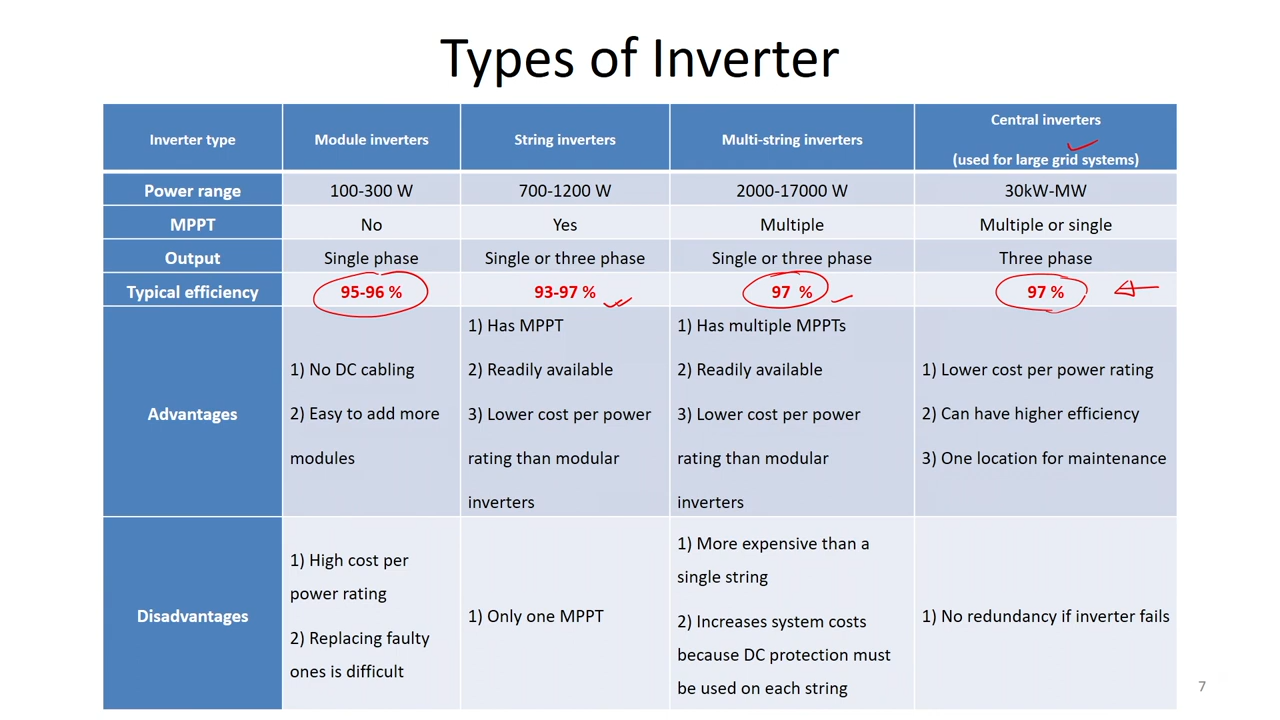 Types of Inverter
Inverter type
Module inverters
String inverters
Multi-string inverters
Central inverters
(used for large grid systems)
Power range
100-300 W
700-1200 W
2000-17000 W
30kW-MW
MPPT
No
Yes
Multiple
Multiple or single
Output
Single phase
Single or three phase
Single or three phase
Three phase
Typical efficiency
95-96 %
93-97 %
97 %
97 %
Advantages
1) No DC cabling
2) Easy to add more
modules
1) Has MPPT
2) Readily available
3) Lower cost per power
rating than modular
inverters
1) Has multiple MPPTs
2) Readily available
3) Lower cost per power
rating than modular
inverters
1) Lower cost per power rating
2) Can have higher efficiency
3) One location for maintenance
Disadvantages
1) High cost per
power rating
2) Replacing faulty
ones is difficult
1) Only one MPPT
1) More expensive than a
single string
2) Increases system costs
because DC protection must
be used on each string
1) No redundancy if inverter fails
7